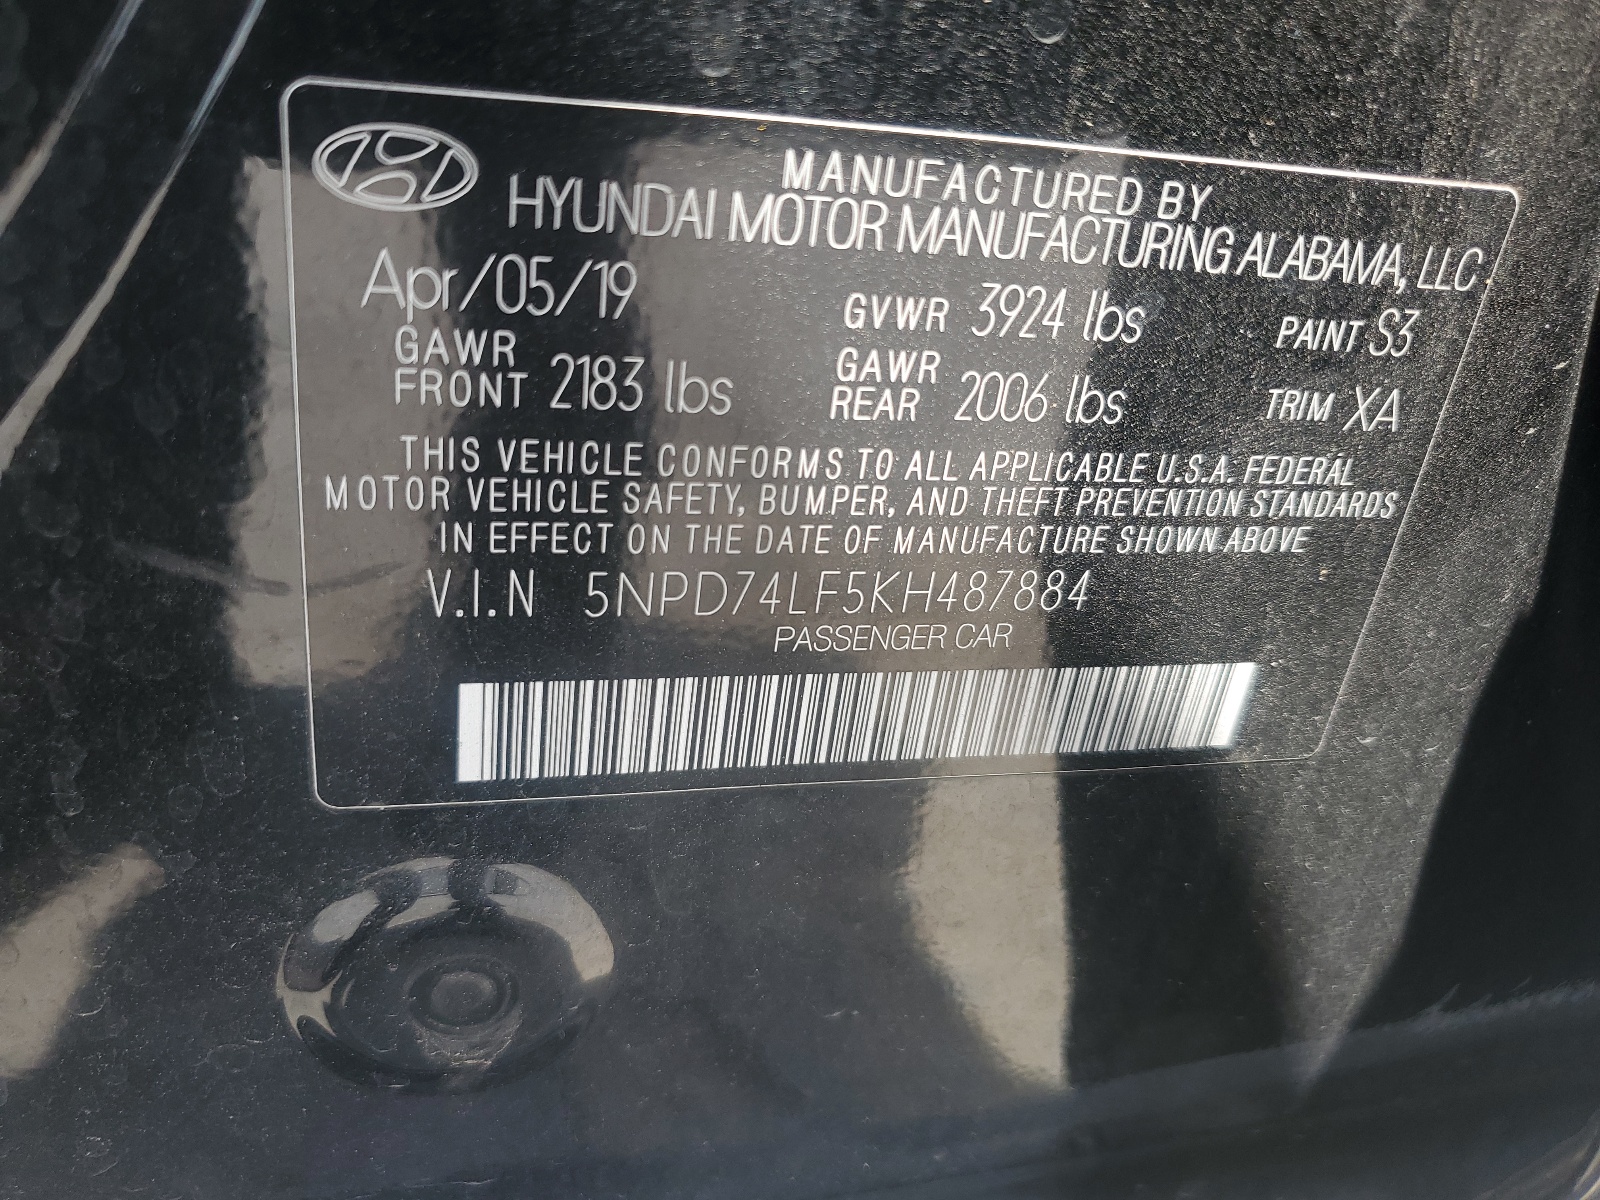 MANUFACTURED BY
HYUNDAI MOTOR MANUFACTURING ALABAMA, LLC.
Apr/05/19 GVWR 3924 lbs PAINT S3
GAWR FRONT 2183 lbs GAWR REAR 2006 lbs TRIM XA
THIS VEHICLE CONFORMS TO ALL APPLICABLE U.S.A. FEDERAL
MOTOR VEHICLE SAFETY, BUMPER, AND THEFT PREVENTION STANDARDS
IN EFFECT ON THE DATE OF MANUFACTURE SHOWN ABOVE
V.I.N 5NPD74LF5KH487884
PASSENGER CAR